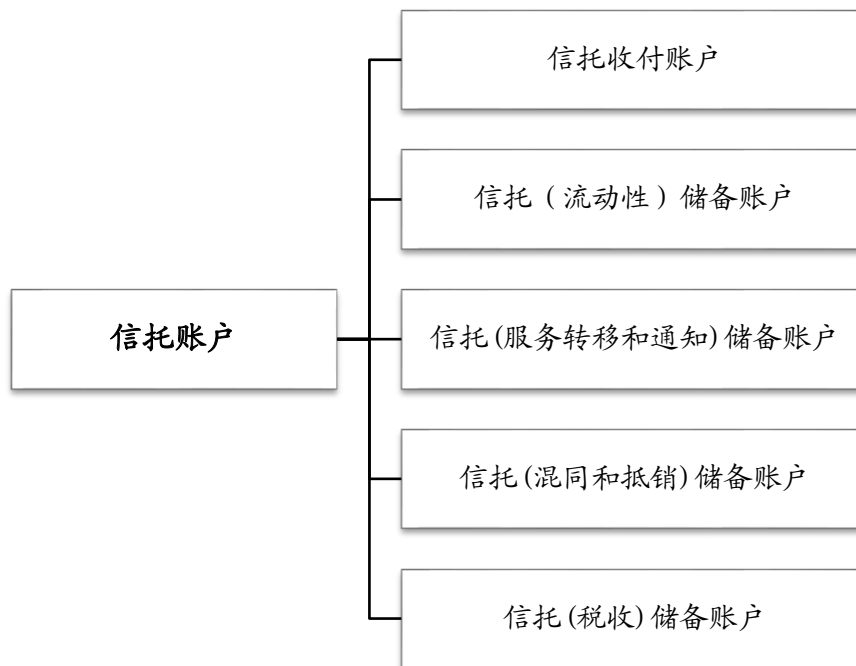 信托收付账户
信托（流动性）储备账户
信托账户
信托(服务转移和通知)储备账户
信托(混同和抵销)储备账户
信托(税收)储备账户